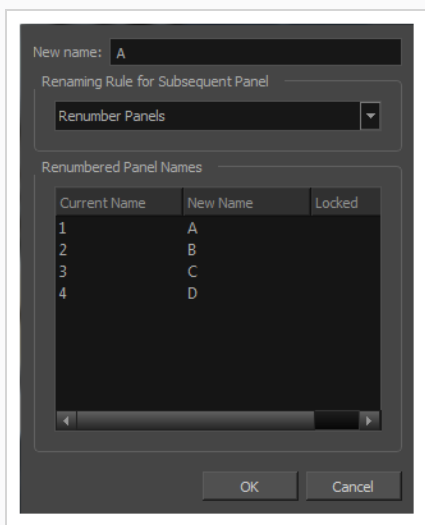 New name: A
Renaming Rule for Subsequent Panel
Renumber Panels
Renumbered Panel Names
Current Name New Name Locked
1 A
2 B
3 C
4 D
OK Cancel